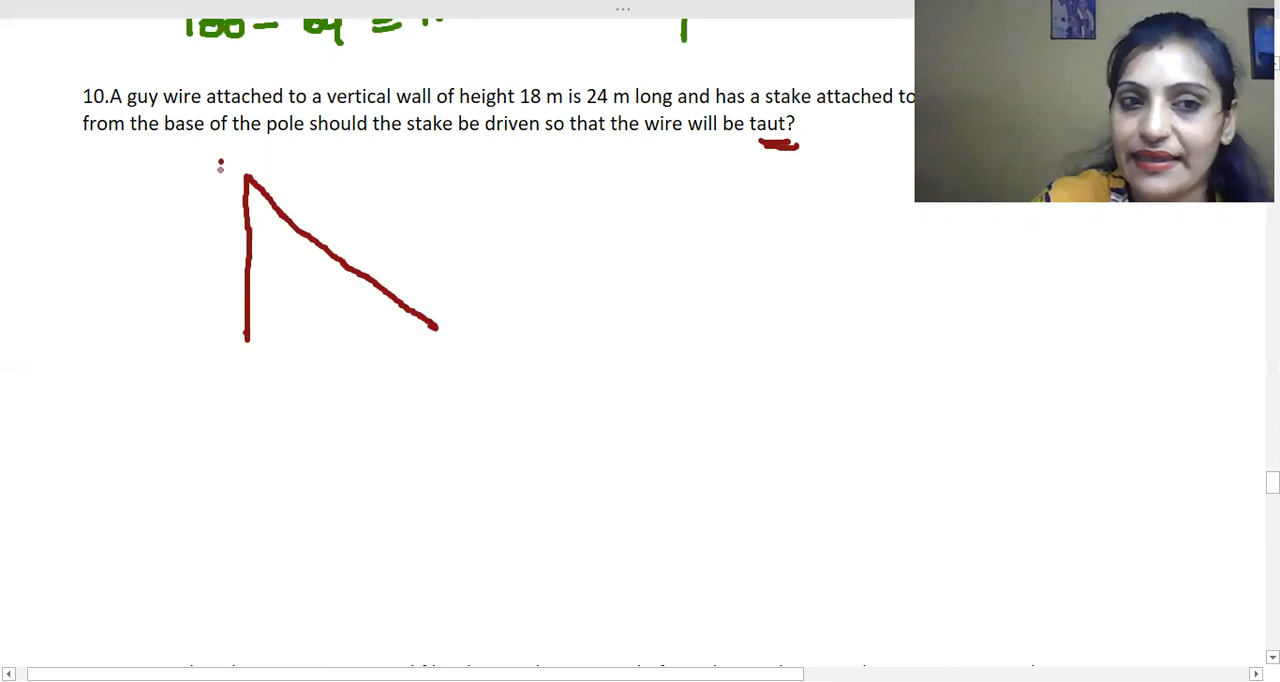 10.A guy wire attached to a vertical wall of height 18 m is 24 m long and has a stake attached to
from the base of the pole should the stake be driven so that the wire will be taut?